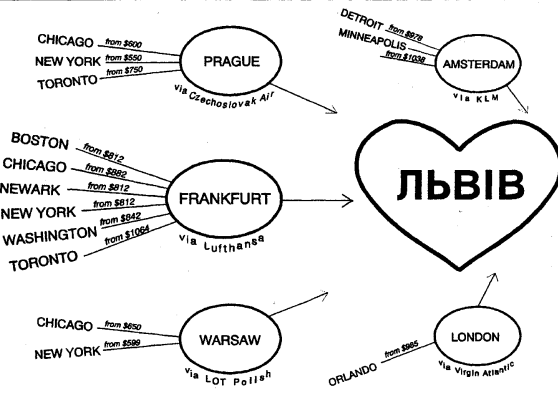 CHICAGO from $600
NEW YORK from $550
TORONTO from $750
PRAGUE
via Czechoslovak Air
DETROIT from $978
MINNEAPOLIS from $1038
AMSTERDAM
via KLM
BOSTON from $812
CHICAGO from $882
NEWARK from $812
NEW YORK from $812
WASHINGTON from $842
TORONTO from $1064
FRANKFURT
via Lufthansa
ЛЬВІВ
CHICAGO from $650
NEW YORK from $599
WARSAW
via LOT Polish
ORLANDO from $985
LONDON
via Virgin Atlantic